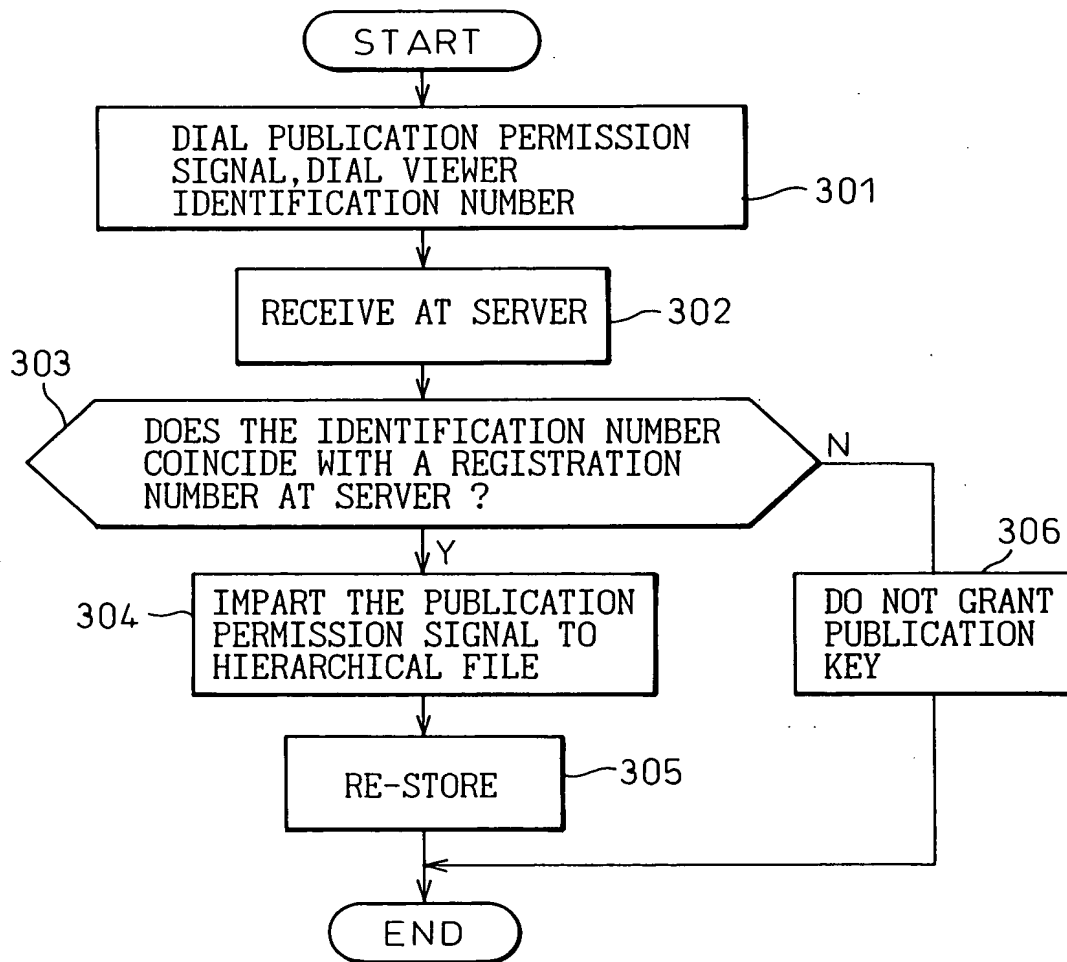 START
DIAL PUBLICATION PERMISSION
SIGNAL,DIAL VIEWER
IDENTIFICATION NUMBER
301
RECEIVE AT SERVER
302
303
DOES THE IDENTIFICATION NUMBER
COINCIDE WITH A REGISTRATION
NUMBER AT SERVER ?
N
Y
306
304
IMPART THE PUBLICATION
PERMISSION SIGNAL TO
HIERARCHICAL FILE
DO NOT GRANT
PUBLICATION
KEY
RE-STORE
305
END